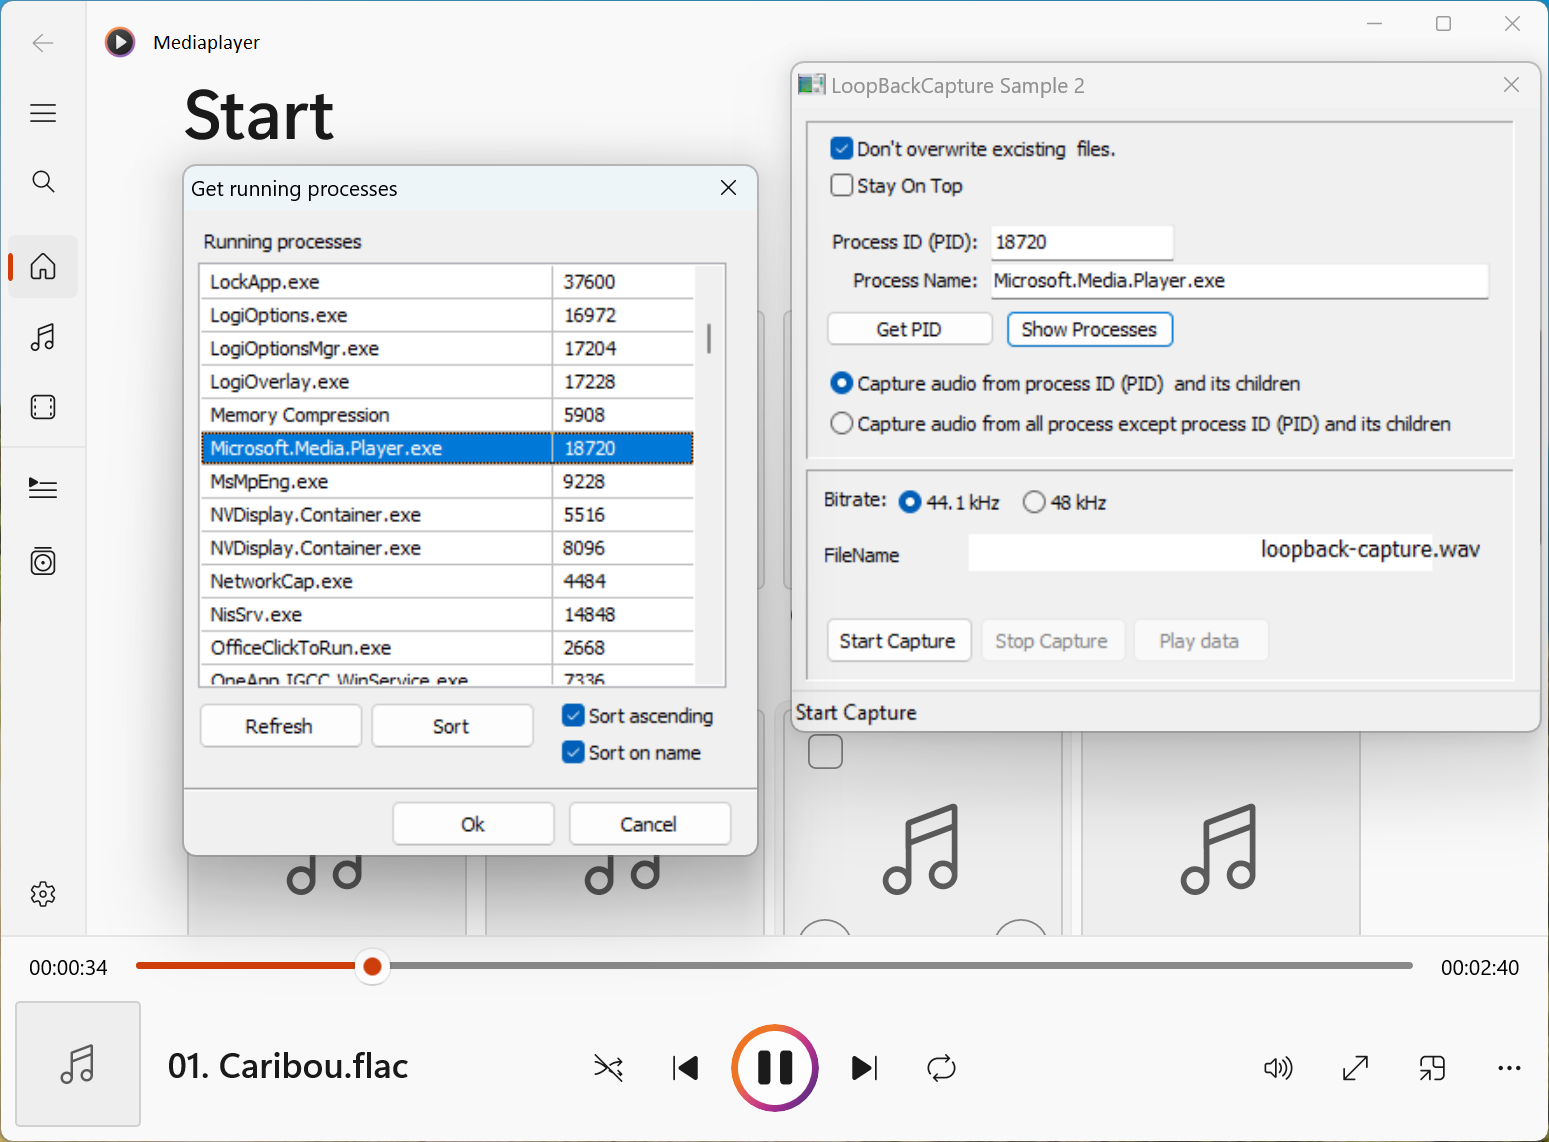 Mediaplayer
Start
Get running processes
Running processes
LockApp.exe 37600
LogiOptions.exe 16972
LogiOptionsMgr.exe 17204
LogiOverlay.exe 17228
Memory Compression 5908
Microsoft.Media.Player.exe 18720
MsMpEng.exe 9228
NVDisplay.Container.exe 5516
NVDisplay.Container.exe 8096
NetworkCap.exe 4484
NisSrv.exe 14848
OfficeClickToRun.exe 2668
OneApp.IGCC.WinService.exe 7336
Refresh Sort
Sort ascending
Sort on name
Ok Cancel
LoopBackCapture Sample 2
Don't overwrite excisting files.
Stay On Top
Process ID (PID): 18720
Process Name: Microsoft.Media.Player.exe
Get PID Show Processes
Capture audio from process ID (PID) and its children
Capture audio from all process except process ID (PID) and its children
Bitrate: 44.1 kHz 48 kHz
FileName loopback-capture.wav
Start Capture Stop Capture Play data
Start Capture
00:00:34 00:02:40
01. Caribou.flac